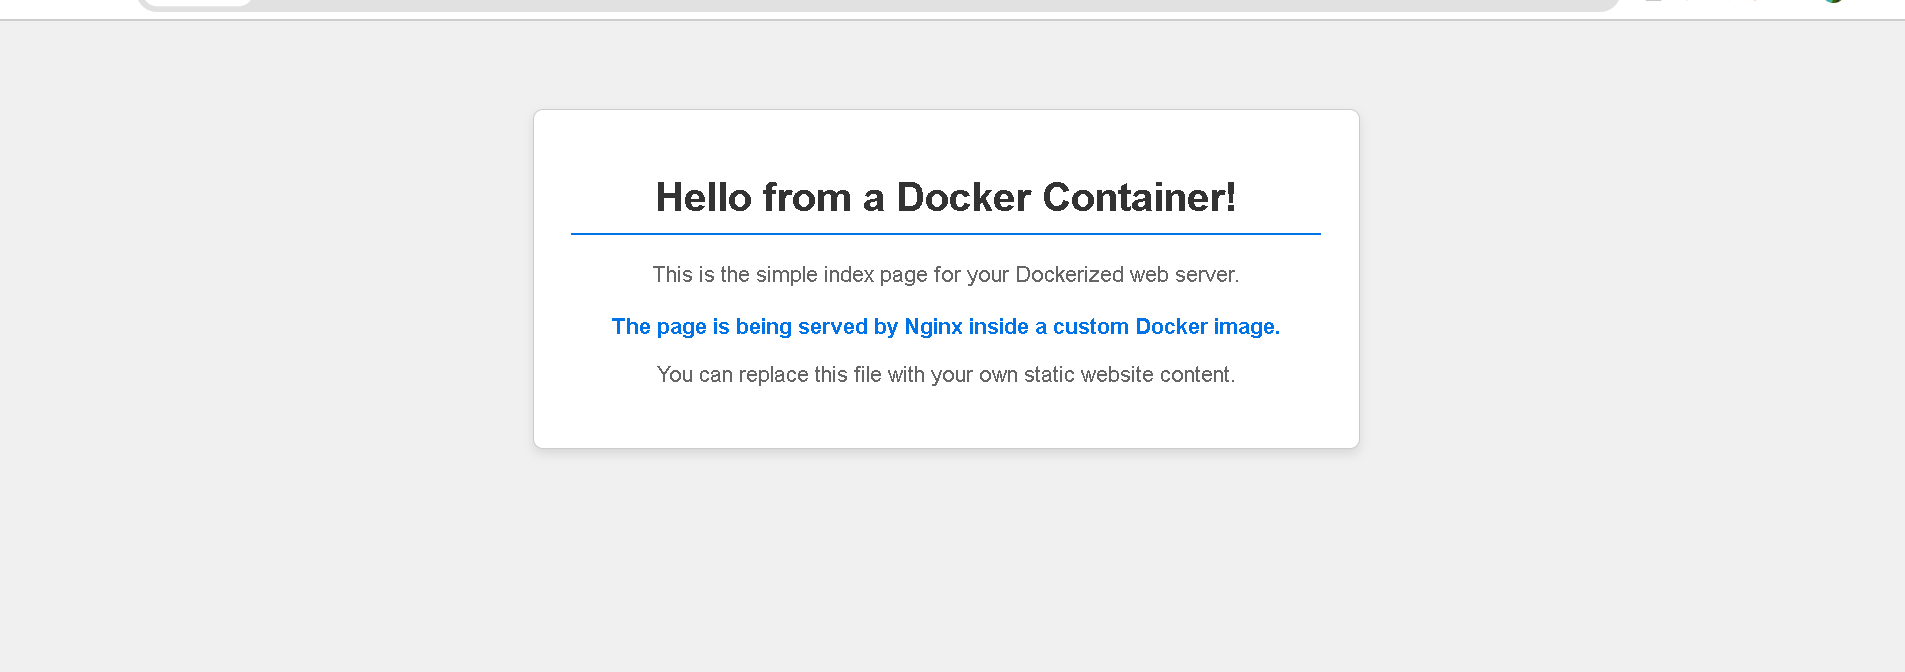 Hello from a Docker Container!
This is the simple index page for your Dockerized web server.
The page is being served by Nginx inside a custom Docker image.
You can replace this file with your own static website content.